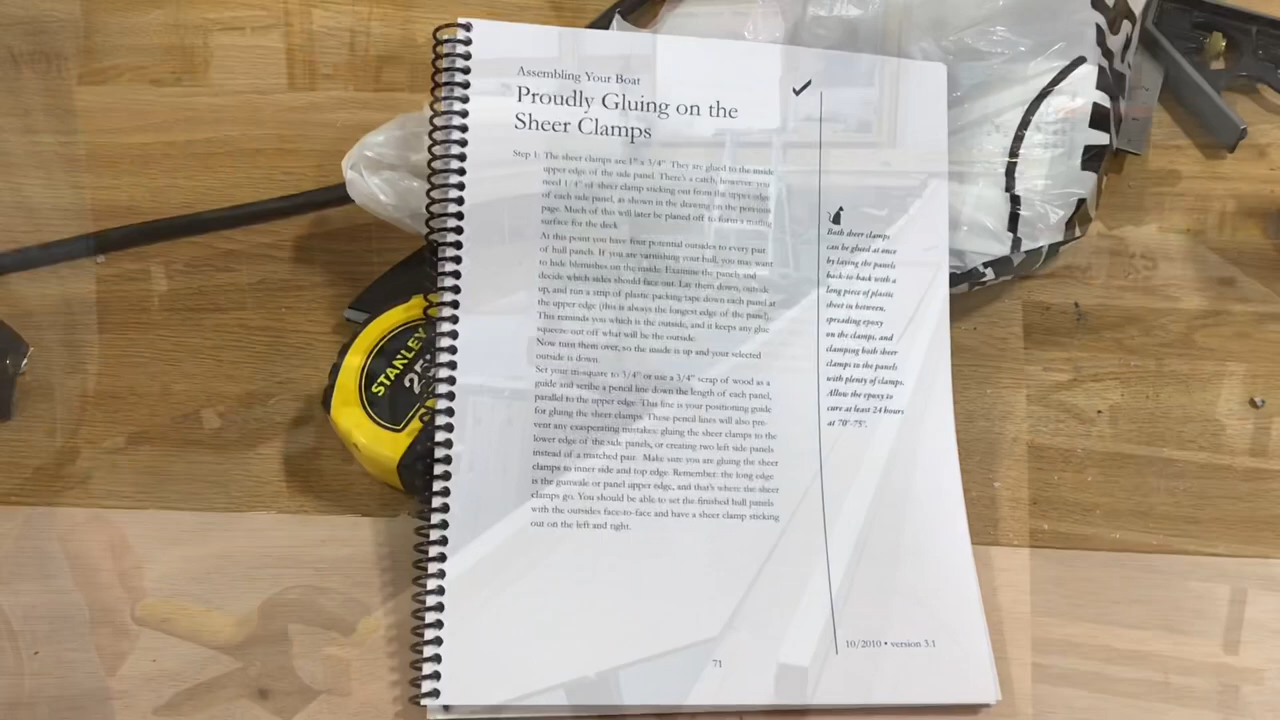 Assembling Your Boat
Proudly Gluing on the
Sheer Clamps
Step 1: The sheer clamps are 1" x 3/4" They are glued to the inside
upper edge of the side panel. There's a catch, however: you
need 1/4" of sheer clamp sticking out from the upper edge
of each side panel, as shown in the drawing on the previous
page. Much of this will later be planed off to form a mating
surface for the deck
At this point you have four potential outsides to every pair
of hull panels. If you are varnishing your hull, you may want
to hide blemishes on the inside. Examine the panels and
decide which sides should face out. Lay them down, outside
up, and run a strip of plastic packing tape down each panel at
the upper edge (this is always the longest edge of the panel).
This reminds you which is the outside, and it keeps any glue
squeeze-out off what will be the outside.
Now turn them over, so the inside is up and your selected
outside is down.
Set your tri-square to 3/4" or use a 3/4" scrap of wood as a
guide and scribe a pencil line down the length of each panel,
parallel to the upper edge. This line is your positioning guide
for gluing the sheer clamps. These pencil lines will also pre-
vent any exasperating mistakes: gluing the sheer clamps to the
lower edge of the side panels, or creating two left side panels
instead of a matched pair. Make sure you are gluing the sheer
clamps to inner side and top edge. Remember: the long edge
is the gunwale or panel upper edge, and that's where the sheer
clamps go. You should be able to set the finished hull panels
with the outsides face-to-face and have a sheer clamp sticking
out on the left and right.
Both sheer clamps
can be glued at once
by laying the panels
back-to-back with a
long piece of plastic
sheet in between,
spreading epoxy
on the clamps, and
clamping both sheer
clamps to the panels
with plenty of clamps.
Allow the epoxy to
cure at least 24 hours
at 70°-75°.
10/2010 • version 3.1
71
STANLEY
25'